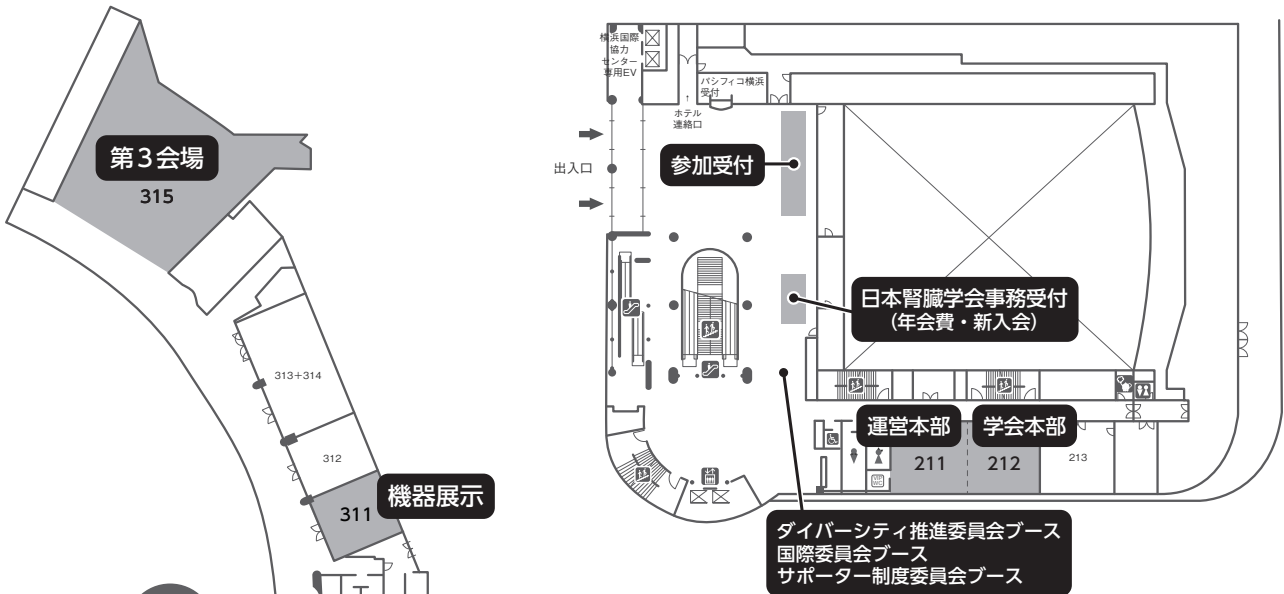 第３会場
315
313+314
312
機器展示
311
横浜国際
協力
センター
専用EV
パシフィコ横浜
受付
↑
ホテル
連絡口
出入口
参加受付
日本腎臓学会事務受付
（年会費・新入会）
運営本部
学会本部
211
212
213
VIP
WC
ダイバーシティ推進委員会ブース
国際委員会ブース
サポーター制度委員会ブース